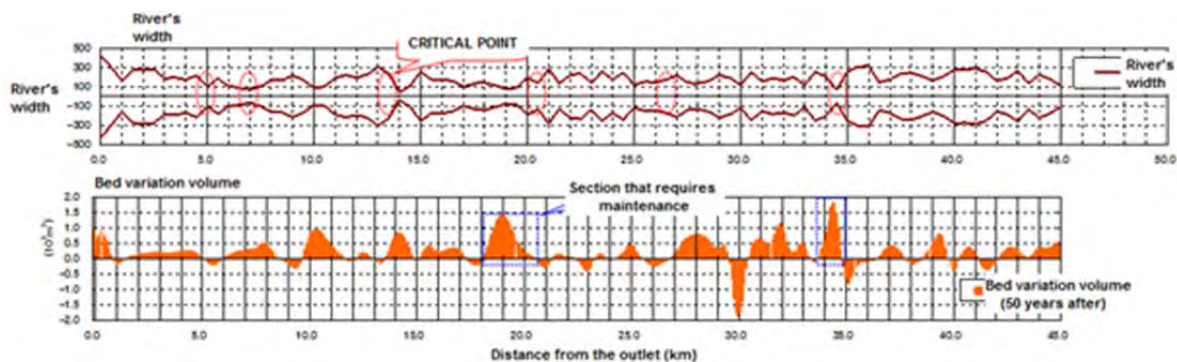 River's
width
CRITICAL POINT
River's
width
500
300
100
-100
-300
-500
River's
width
0.0 5.0 10.0 15.0 20.0 25.0 30.0 35.0 40.0 45.0 50.0
Bed variation volume
Section that requires
maintenance
2.0
1.5
1.0
0.5
0.0
-0.5
-1.0
-1.5
-2.0
Bed variation volume
(50 years after)
0.0 5.0 10.0 15.0 20.0 25.0 30.0 35.0 40.0 45.0
Distance from the outlet (km)